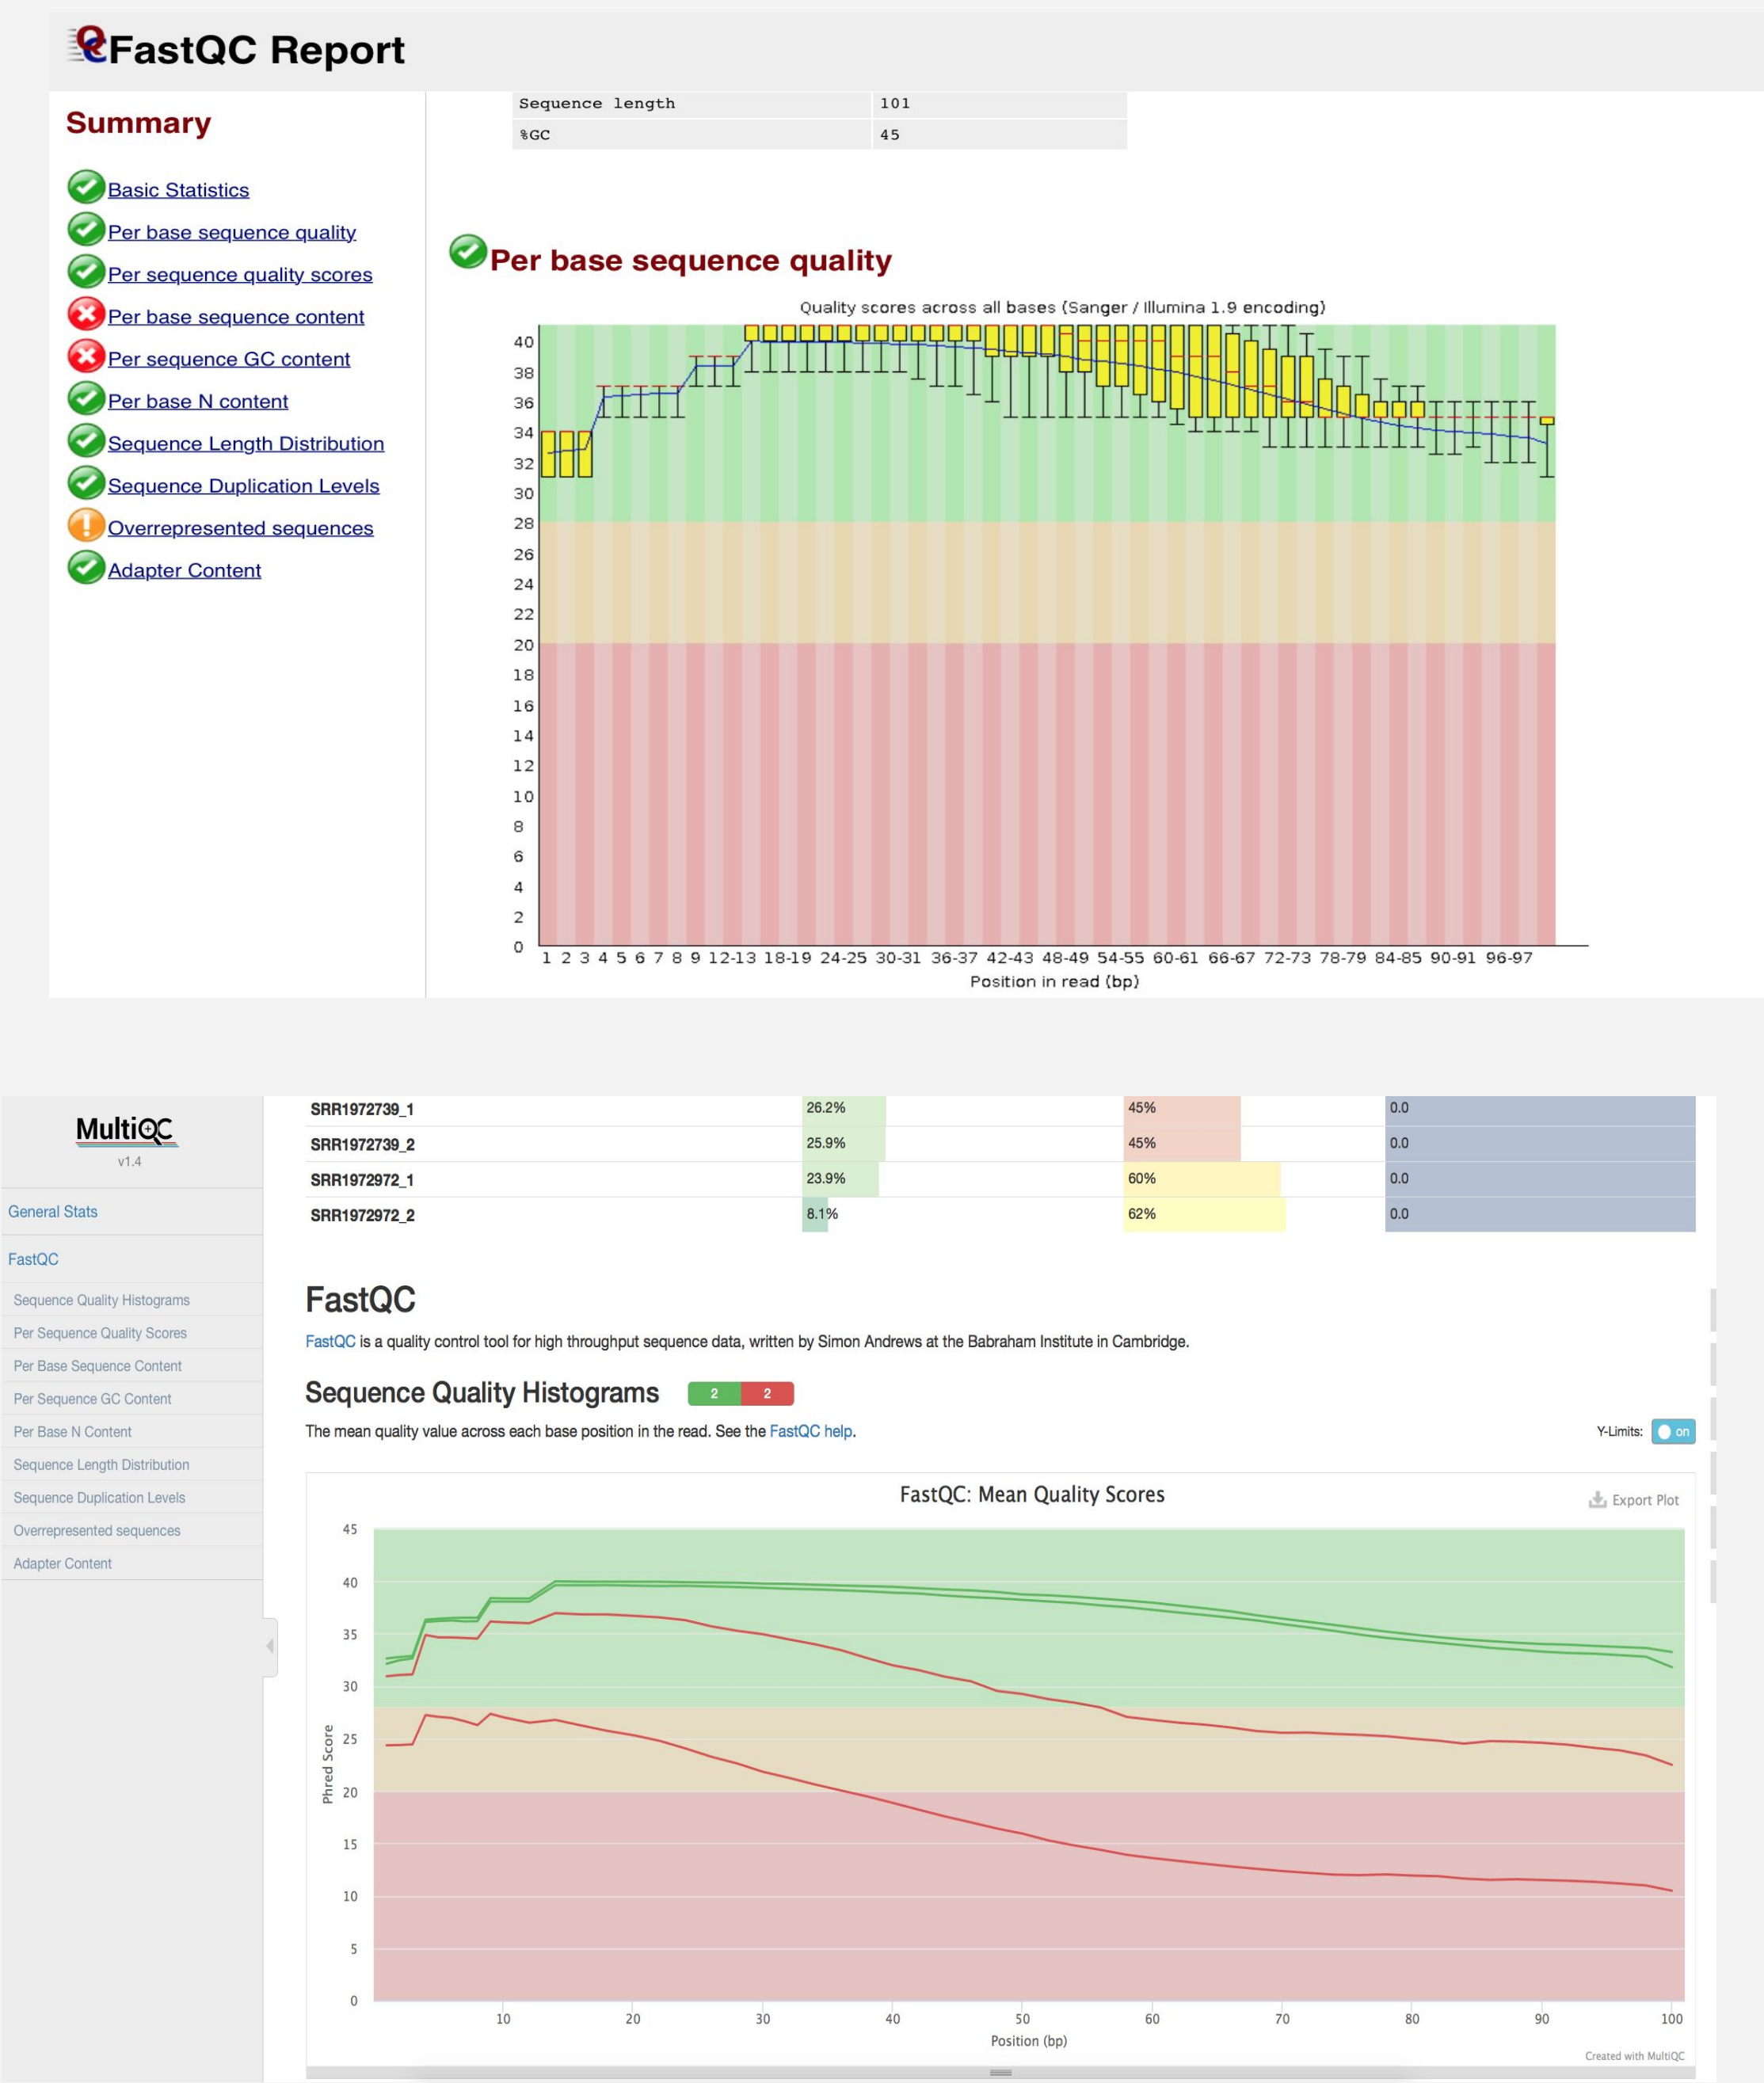 FastQC Report
Summary
Basic Statistics
Per base sequence quality
Per sequence quality scores
Per base sequence content
Per sequence GC content
Per base N content
Sequence Length Distribution
Sequence Duplication Levels
Overrepresented sequences
Adapter Content
Sequence length 101
%GC 45
Per base sequence quality
Quality scores across all bases (Sanger / Illumina 1.9 encoding)
40
38
36
34
32
30
28
26
24
22
20
18
16
14
12
10
8
6
4
2
0
1 2 3 4 5 6 7 8 9 12-13 18-19 24-25 30-31 36-37 42-43 48-49 54-55 60-61 66-67 72-73 78-79 84-85 90-91 96-97
Position in read (bp)
MultiQC
v1.4
General Stats
FastQC
Sequence Quality Histograms
Per Sequence Quality Scores
Per Base Sequence Content
Per Sequence GC Content
Per Base N Content
Sequence Length Distribution
Sequence Duplication Levels
Overrepresented sequences
Adapter Content
SRR1972739_1 26.2% 45% 0.0
SRR1972739_2 25.9% 45% 0.0
SRR1972972_1 23.9% 60% 0.0
SRR1972972_2 8.1% 62% 0.0
FastQC
FastQC is a quality control tool for high throughput sequence data, written by Simon Andrews at the Babraham Institute in Cambridge.
Sequence Quality Histograms 2 2
The mean quality value across each base position in the read. See the FastQC help.
Y-Limits: on
FastQC: Mean Quality Scores
Export Plot
Phred Score
45
40
35
30
25
20
15
10
5
0
10 20 30 40 50 60 70 80 90 100
Position (bp)
Created with MultiQC